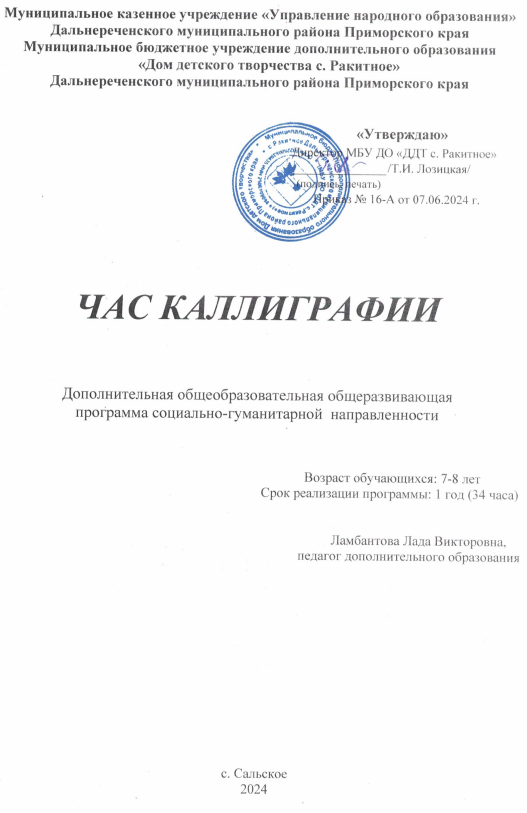 Муниципальное казенное учреждение «Управление народного образования»
Дальнереченского муниципального района Приморского края
Муниципальное бюджетное учреждение дополнительного образования
«Дом детского творчества с. Ракитное»
Дальнереченского муниципального района Приморского края
«Утверждаю»
Директор МБУ ДО «ДДТ с. Ракитное»
/Т.И. Лозицкая/
(подпись, печать)
Приказ № 16-А от 07.06.2024 г.
ЧАС КАЛЛИГРАФИИ
Дополнительная общеобразовательная общеразвивающая
программа социально-гуманитарной направленности
Возраст обучающихся: 7-8 лет
Срок реализации программы: 1 год (34 часа)
Ламбантова Лада Викторовна,
педагог дополнительного образования
с. Сальское
2024